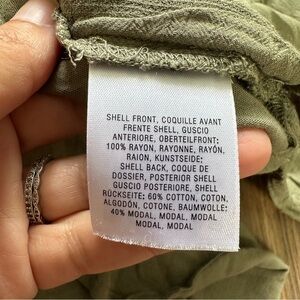 SHELL FRONT, COQUILLE AVANT
FRENTE SHELL, GUSCIO
ANTERIORE, OBERTEILFRONT:
100% RAYON, RAYONNE, RAYÓN,
RAION, KUNSTSEIDE;
SHELL BACK, COQUE DE
DOSSIER, POSTERIOR SHELL
GUSCIO POSTERIORE, SHELL
RÜCKSEITE: 60% COTTON, COTON,
ALGODÓN, COTONE, BAUMWOLLE;
40% MODAL, MODAL, MODAL
MODAL, MODAL